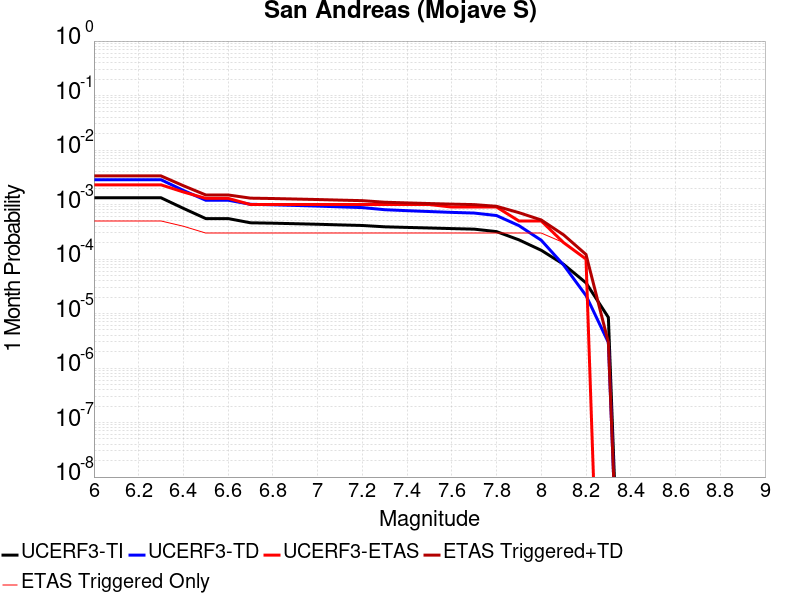 San Andreas (Mojave S)
1 Month Probability
10^0
10^-1
10^-2
10^-3
10^-4
10^-5
10^-6
10^-7
10^-8
6 6.2 6.4 6.6 6.8 7 7.2 7.4 7.6 7.8 8 8.2 8.4 8.6 8.8 9
Magnitude
UCERF3-TI UCERF3-TD UCERF3-ETAS ETAS Triggered+TD
ETAS Triggered Only